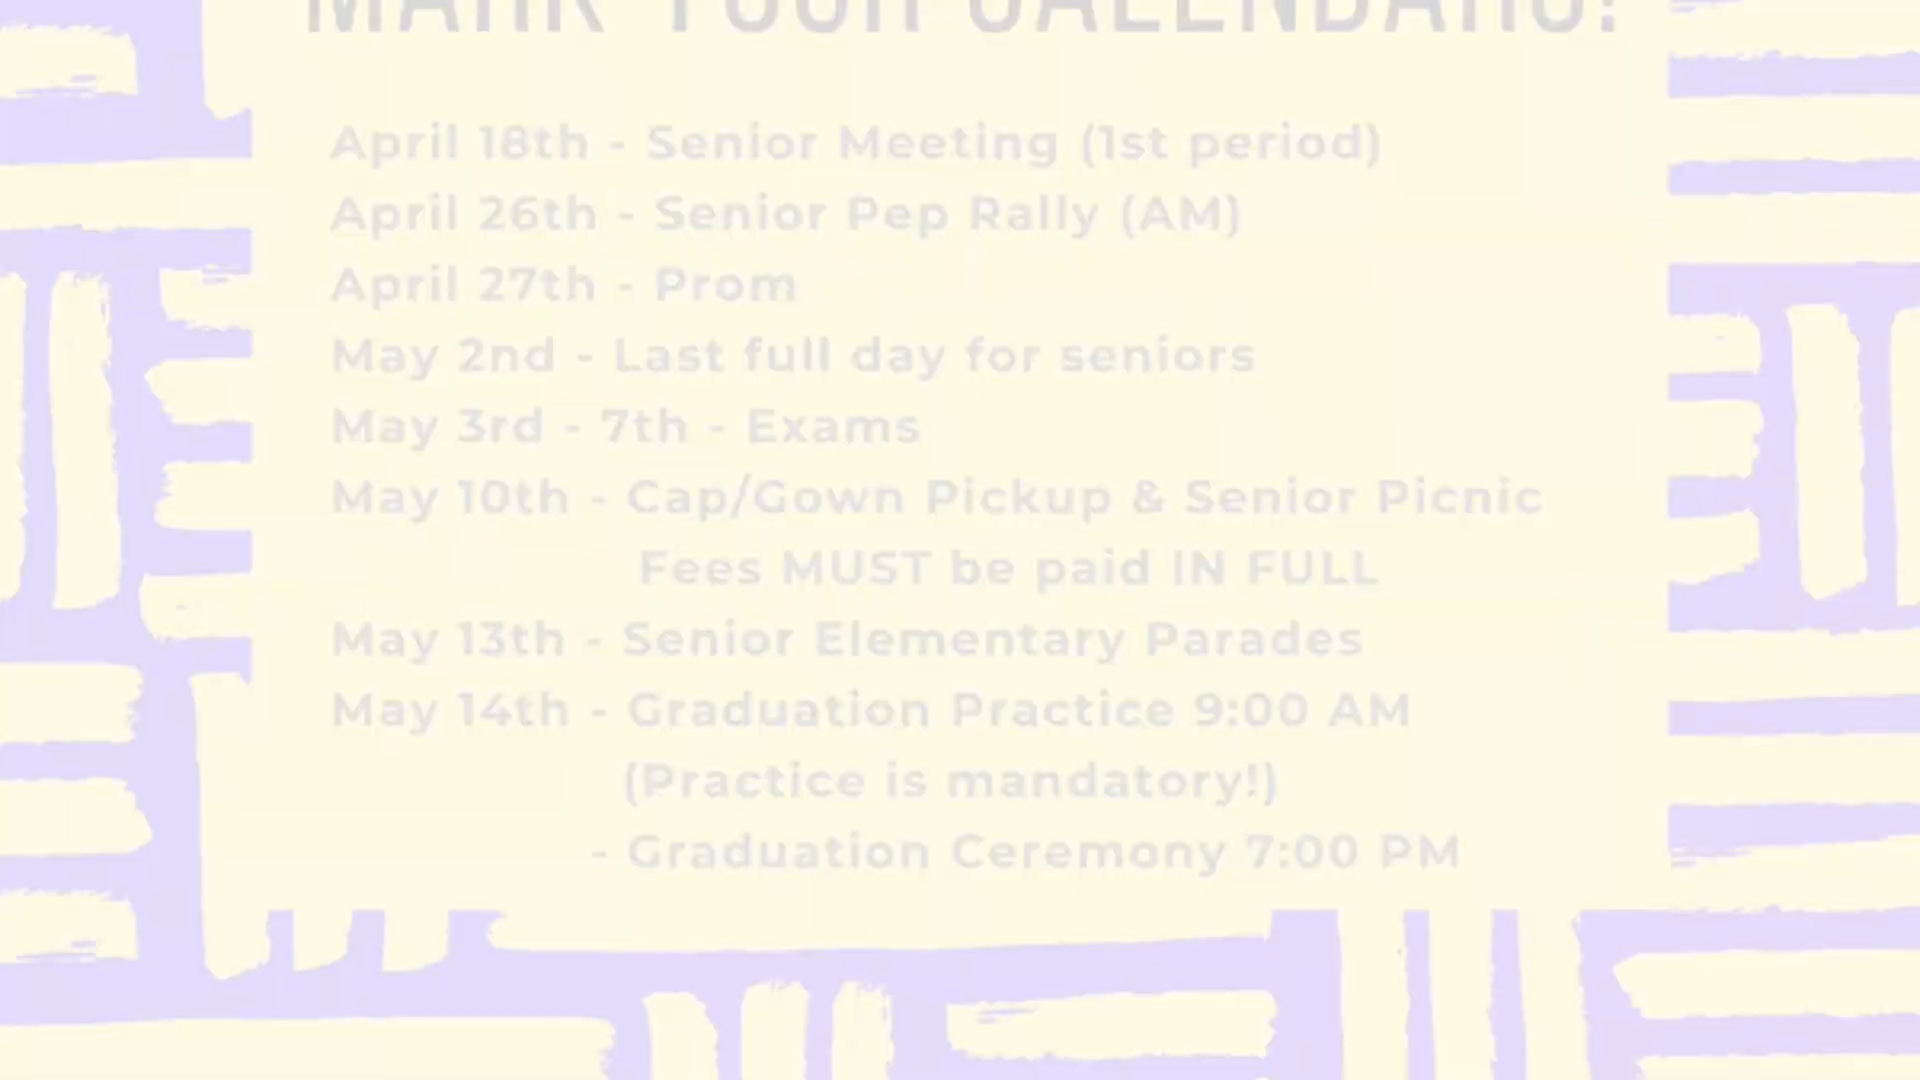 MARK YOUR CALENDARS!
April 18th - Senior Meeting (1st period)
April 26th - Senior Pep Rally (AM)
April 27th - Prom
May 2nd - Last full day for seniors
May 3rd - 7th - Exams
May 10th - Cap/Gown Pickup & Senior Picnic
Fees MUST be paid IN FULL
May 13th - Senior Elementary Parades
May 14th - Graduation Practice 9:00 AM
(Practice is mandatory!)
- Graduation Ceremony 7:00 PM